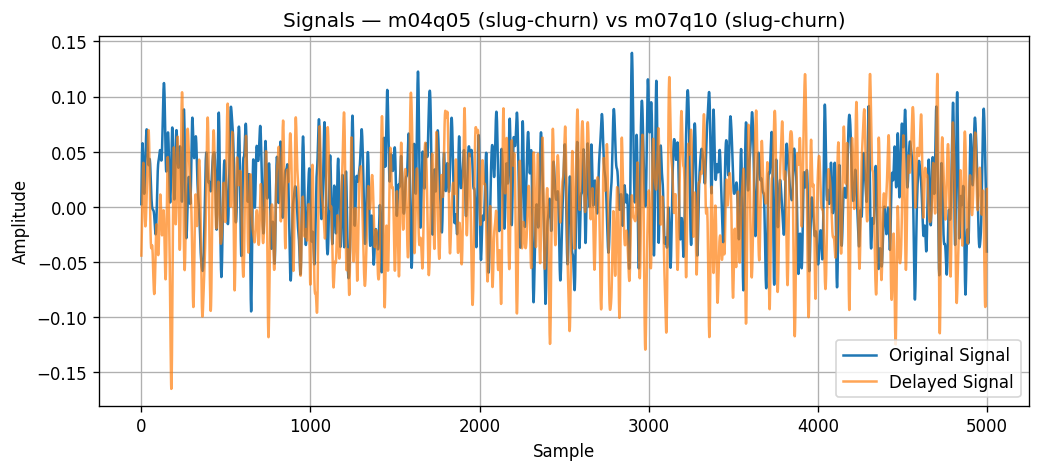 Signals — m04q05 (slug-churn) vs m07q10 (slug-churn)
0.15
0.10
0.05
0.00
−0.05
−0.10
−0.15
Amplitude
Original Signal
Delayed Signal
0 1000 2000 3000 4000 5000
Sample